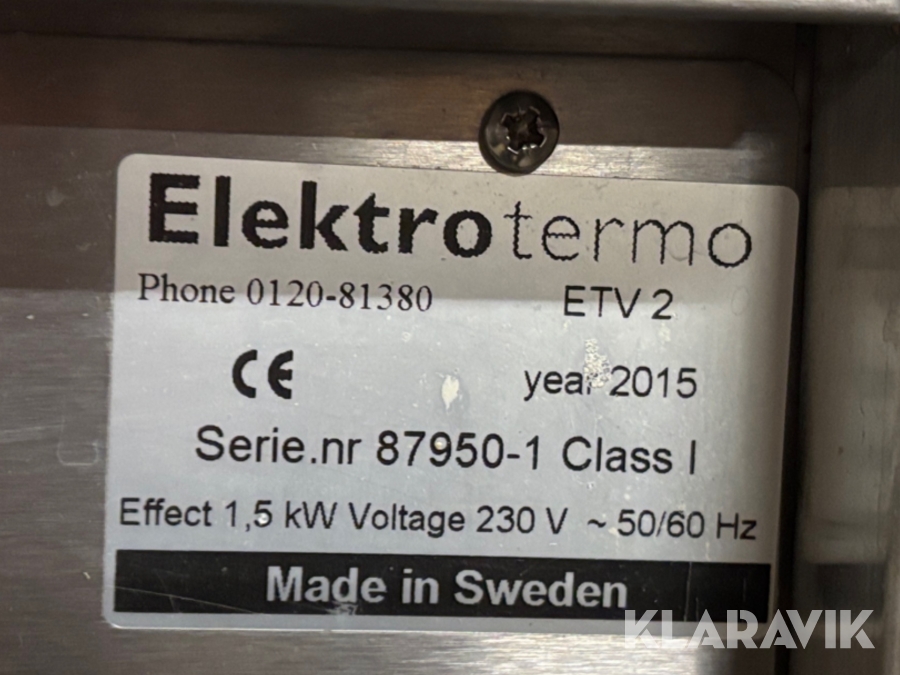 Elektrotermo
Phone 0120-81380 ETV 2
CE year 2015
Serie.nr 87950-1 Class I
Effect 1,5 kW Voltage 230 V ~ 50/60 Hz
Made in Sweden
KLARAVIK